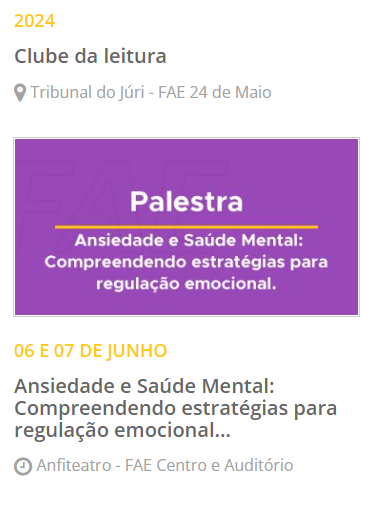 2024
Clube da leitura
Tribunal do Júri - FAE 24 de Maio
FAE
Palestra
Ansiedade e Saúde Mental:
Compreendendo estratégias para
regulação emocional.
06 E 07 DE JUNHO
Ansiedade e Saúde Mental:
Compreendendo estratégias para
regulação emocional...
Anfiteatro - FAE Centro e Auditório